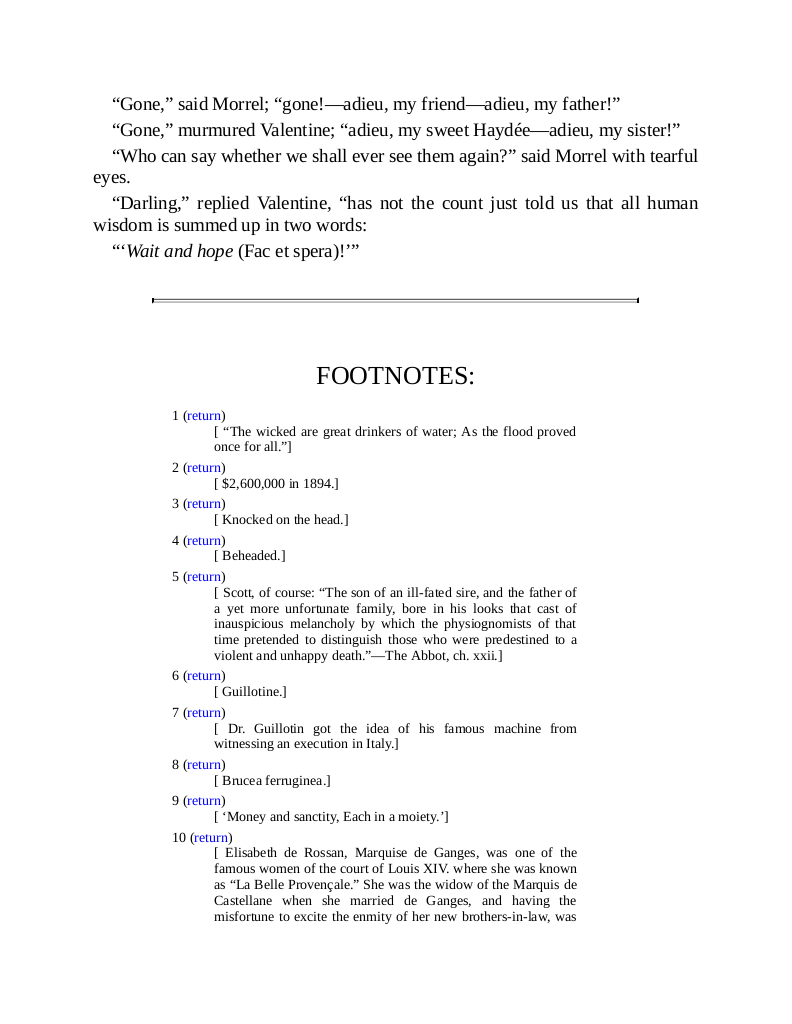 “Gone,” said Morrel; “gone!—adieu, my friend—adieu, my father!”
“Gone,” murmured Valentine; “adieu, my sweet Haydée—adieu, my sister!”
“Who can say whether we shall ever see them again?” said Morrel with tearful
eyes.
“Darling,” replied Valentine, “has not the count just told us that all human
wisdom is summed up in two words:
“‘Wait and hope (Fac et spera)!’”
FOOTNOTES:
1 (return)
[ “The wicked are great drinkers of water; As the flood proved
once for all.”]
2 (return)
[ $2,600,000 in 1894.]
3 (return)
[ Knocked on the head.]
4 (return)
[ Beheaded.]
5 (return)
[ Scott, of course: “The son of an ill-fated sire, and the father of
a yet more unfortunate family, bore in his looks that cast of
inauspicious melancholy by which the physiognomists of that
time pretended to distinguish those who were predestined to a
violent and unhappy death.”—The Abbot, ch. xxii.]
6 (return)
[ Guillotine.]
7 (return)
[ Dr. Guillotin got the idea of his famous machine from
witnessing an execution in Italy.]
8 (return)
[ Brucea ferruginea.]
9 (return)
[ ‘Money and sanctity, Each in a moiety.’]
10 (return)
[ Elisabeth de Rossan, Marquise de Ganges, was one of the
famous women of the court of Louis XIV. where she was known
as “La Belle Provençale.” She was the widow of the Marquis de
Castellane when she married de Ganges, and having the
misfortune to excite the enmity of her new brothers-in-law, was